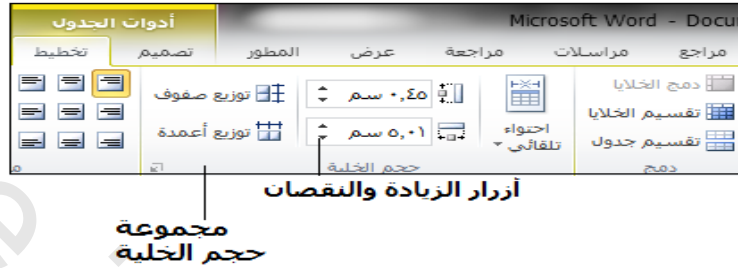 أدوات الجدول
Microsoft Word - Docu
مراجع
مراسلات
مراجعة
عرض
المطور
تصميم
تخطيط
دمج الخلايا
تقسيم الخلايا
تقسيم جدول
دمج
احتواء
تلقائي
٠,٤٥ سم
٥,٠١ سم
توزيع صفوف
توزيع أعمدة
حجم الخلية
أزرار الزيادة والنقصان
مجموعة
حجم الخلية